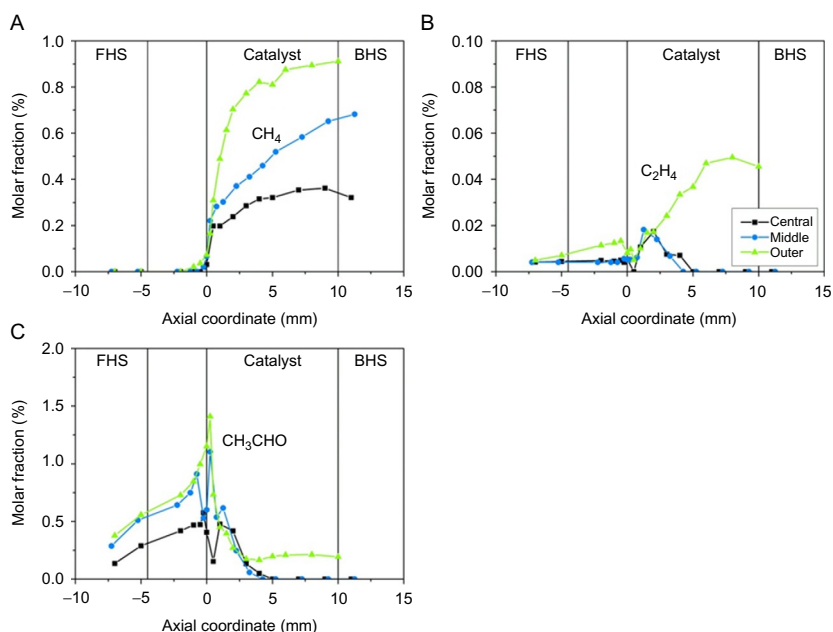 A
FHS Catalyst BHS
CH4
Molar fraction (%)
1.0
0.8
0.6
0.4
0.2
0.0
−10 −5 0 5 10 15
Axial coordinate (mm)
B
FHS Catalyst BHS
C2H4
Central
Middle
Outer
Molar fraction (%)
0.10
0.08
0.06
0.04
0.02
0.00
−10 −5 0 5 10 15
Axial coordinate (mm)
C
FHS Catalyst BHS
CH3CHO
Molar fraction (%)
2.0
1.5
1.0
0.5
0.0
−10 −5 0 5 10 15
Axial coordinate (mm)